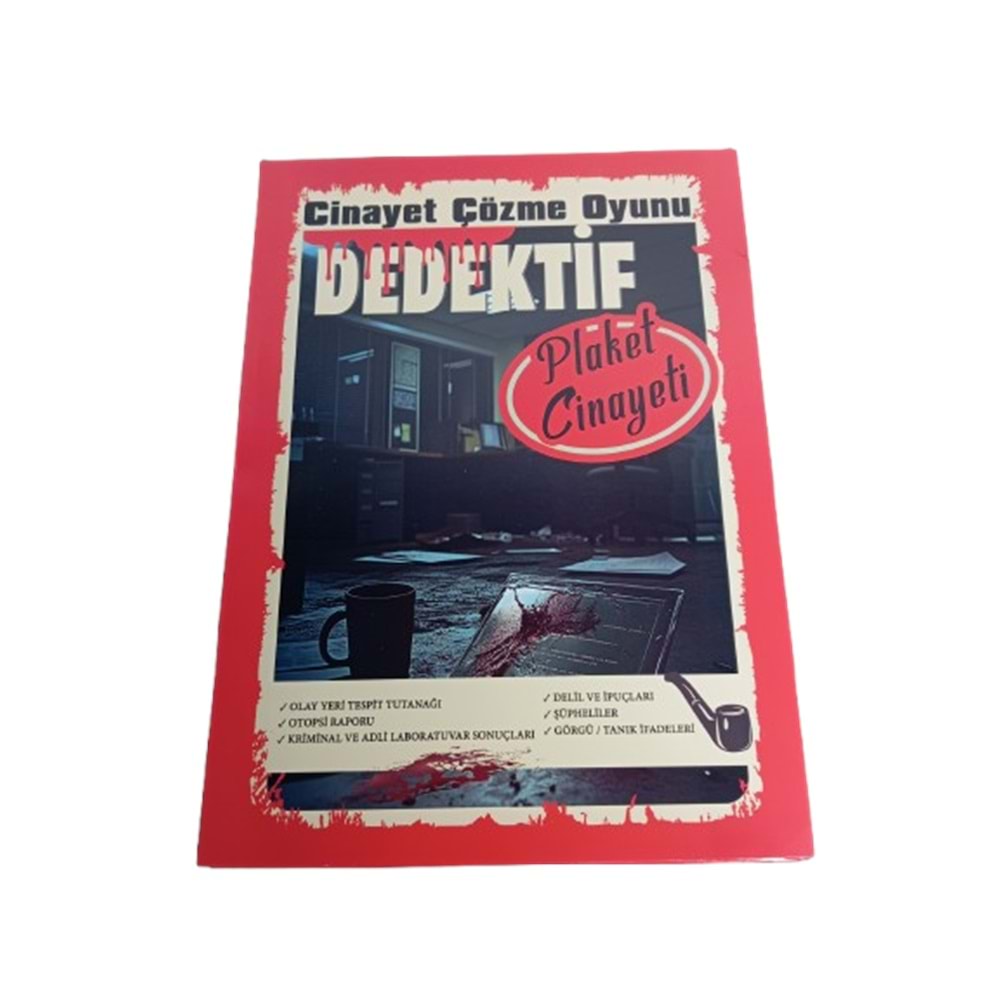 Cinayet Çözme Oyunu
DEDEKTİF
Plaket
Cinayeti
✓ OLAY YERİ TESPİT TUTANAĞI
✓ OTOPSİ RAPORU
✓ KRİMİNAL VE ADLİ LABORATUVAR SONUÇLARI
✓ DELİL VE İPUÇLARI
✓ ŞÜPHELİLER
✓ GÖRGÜ / TANIK İFADELERİ